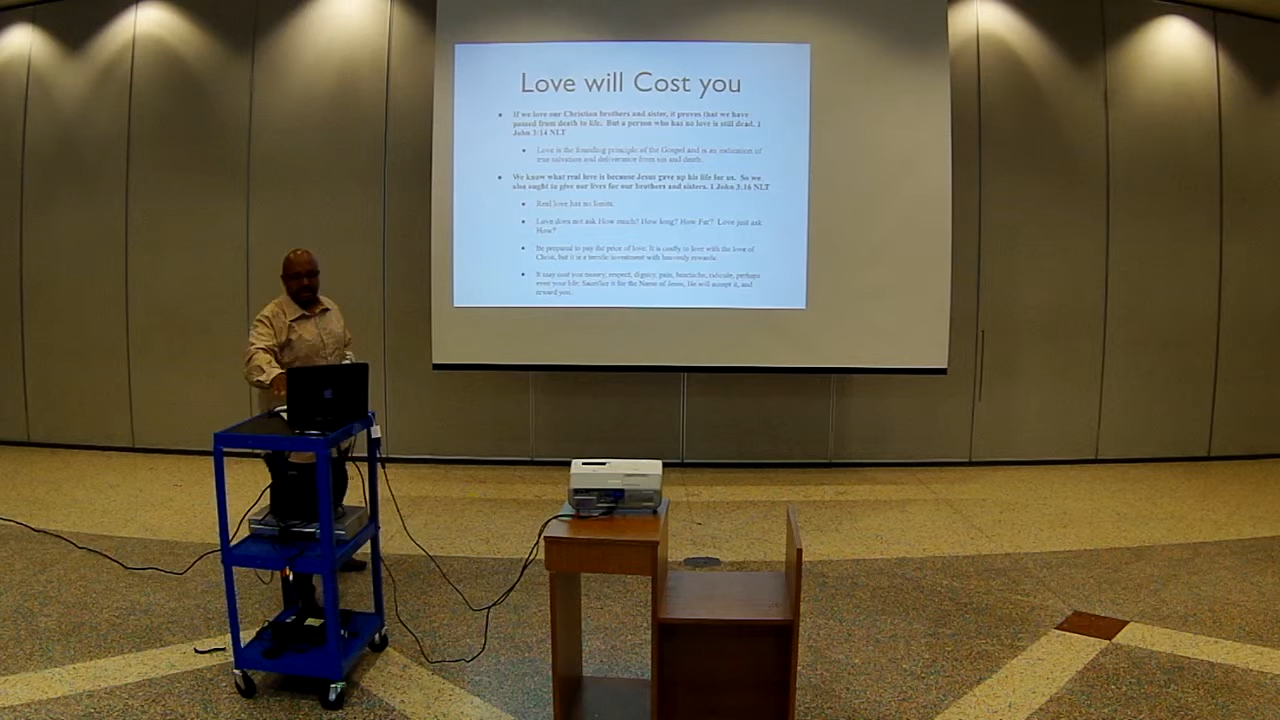 Love will Cost you
• If we love our Christian brothers and sister, it proves that we have
passed from death to life. But a person who has no love is still dead. 1
John 3:14 NLT
• Love is the founding principle of the Gospel and is an indication of
true salvation and deliverance from sin and death.
• We know what real love is because Jesus gave up his life for us. So we
also ought to give our lives for our brothers and sisters. 1 John 3:16 NLT
• Real love has no limits.
• Love does not ask How much? How long? How Far? Love just ask
How?
• Be prepared to pay the price of love. It is costly to love with the love of
Christ, but it is a terrific investment with heavenly rewards.
• It may cost you money, respect, dignity, pain, heartache, ridicule, perhaps
even your life. Sacrifice it for the Name of Jesus, He will accept it, and
reward you.